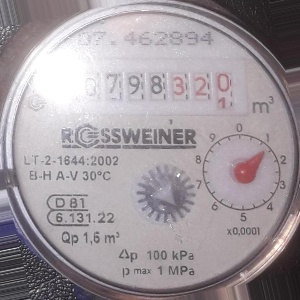 07.462894
0798320
1
m³
ROSSWEINER
LT-2-1644:2002
B-H A-V 30°C
D 81
6.131.22
Qp 1,5 m³
Δp 100 kPa
p max 1 MPa
0 1 2 3 4 5 6 7 8 9
x0,0001